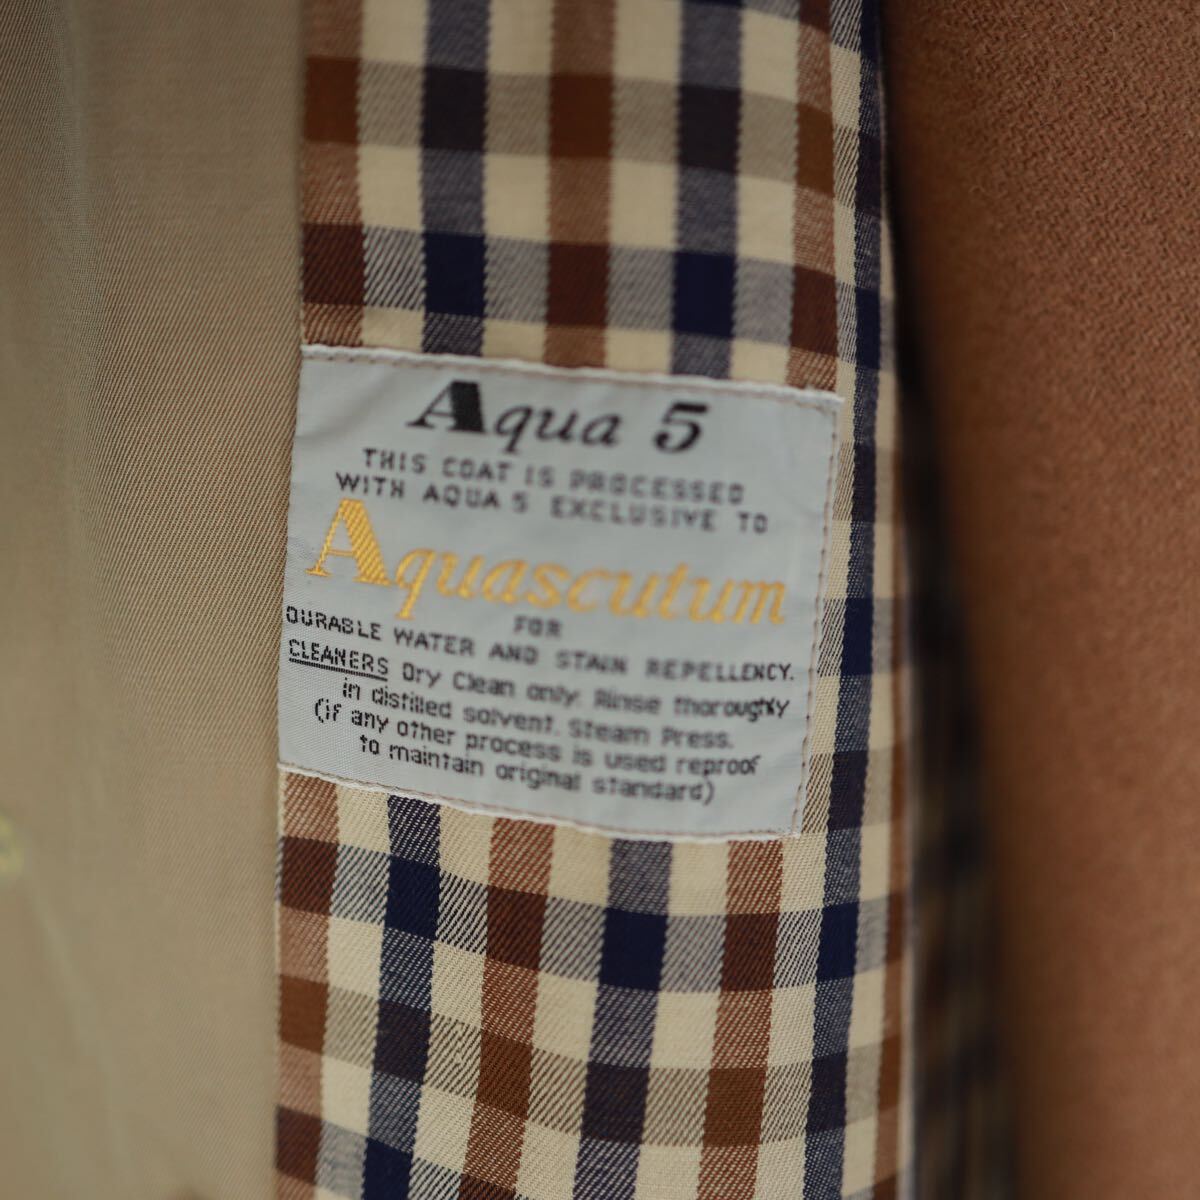 Aqua 5
THIS COAT IS PROCESSED
WITH AQUA 5 EXCLUSIVE TO
Aquascutum
FOR
DURABLE WATER AND STAIN REPELLENCY.
CLEANERS Dry Clean only. Rinse thoroughly
in distilled solvent. Steam Press.
(if any other process is used reproof
to maintain original standard)